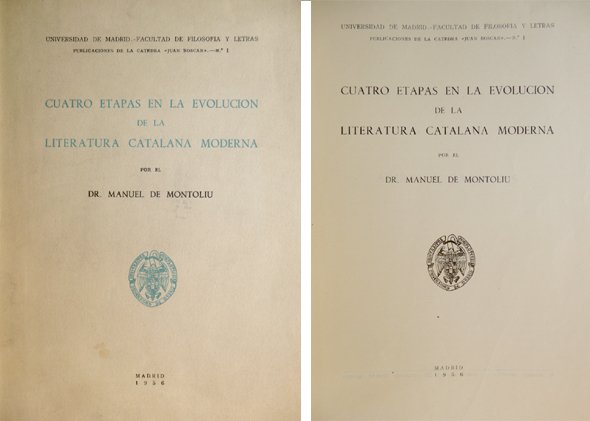 UNIVERSIDAD DE MADRID.-FACULTAD DE FILOSOFIA Y LETRAS
PUBLICACIONES DE LA CATEDRA «JUAN BOSCAN».—N.º I
CUATRO ETAPAS EN LA EVOLUCION
DE LA
LITERATURA CATALANA MODERNA
POR EL
DR. MANUEL DE MONTOLIU
MADRID
1956
UNIVERSIDAD DE MADRID.-FACULTAD DE FILOSOFIA Y LETRAS
PUBLICACIONES DE LA CATEDRA «JUAN BOSCAN».—N.º I
CUATRO ETAPAS EN LA EVOLUCION
DE LA
LITERATURA CATALANA MODERNA
POR EL
DR. MANUEL DE MONTOLIU
MADRID
1956